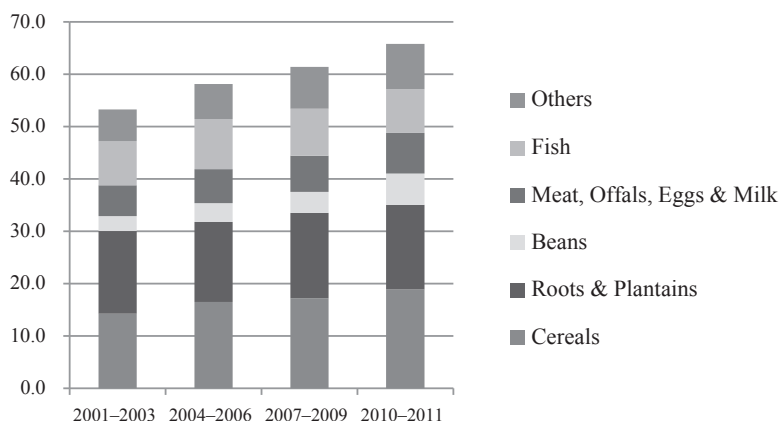 70.0
60.0
50.0
40.0
30.0
20.0
10.0
0.0
2001–2003 2004–2006 2007–2009 2010–2011
Others
Fish
Meat, Offals, Eggs & Milk
Beans
Roots & Plantains
Cereals